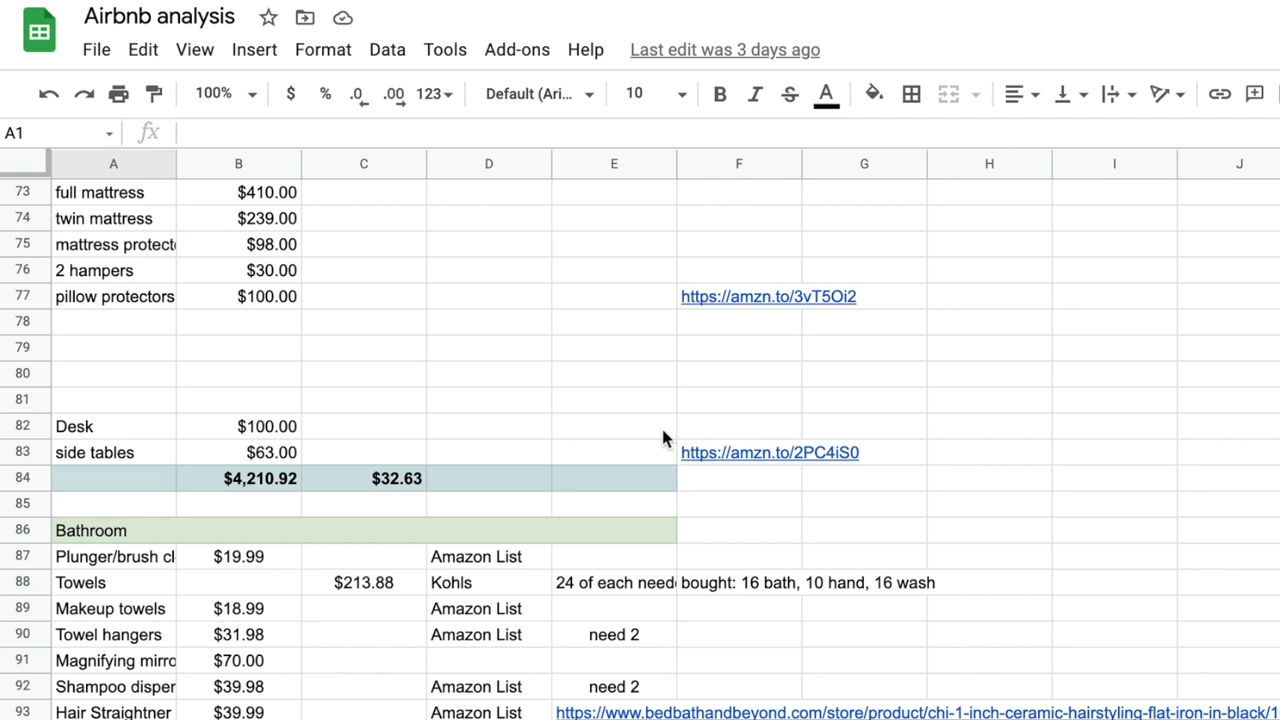 Airbnb analysis
File Edit View Insert Format Data Tools Add-ons Help Last edit was 3 days ago
100% $ % .0 .00 123 Default (Ari... 10 B I S A
A1 fx
A B C D E F G H I J
73 full mattress $410.00
74 twin mattress $239.00
75 mattress protect $98.00
76 2 hampers $30.00
77 pillow protectors $100.00 https://amzn.to/3vT5Oi2
78
79
80
81
82 Desk $100.00
83 side tables $63.00 https://amzn.to/2PC4iS0
84 $4,210.92 $32.63
85
86 Bathroom
87 Plunger/brush cl $19.99 Amazon List
88 Towels $213.88 Kohls 24 of each neede bought: 16 bath, 10 hand, 16 wash
89 Makeup towels $18.99 Amazon List
90 Towel hangers $31.98 Amazon List need 2
91 Magnifying mirro $70.00
92 Shampoo disper $39.98 Amazon List need 2
93 Hair Straightner $39.99 Amazon List https://www.bedbathandbeyond.com/store/product/chi-1-inch-ceramic-hairstyling-flat-iron-in-black/1